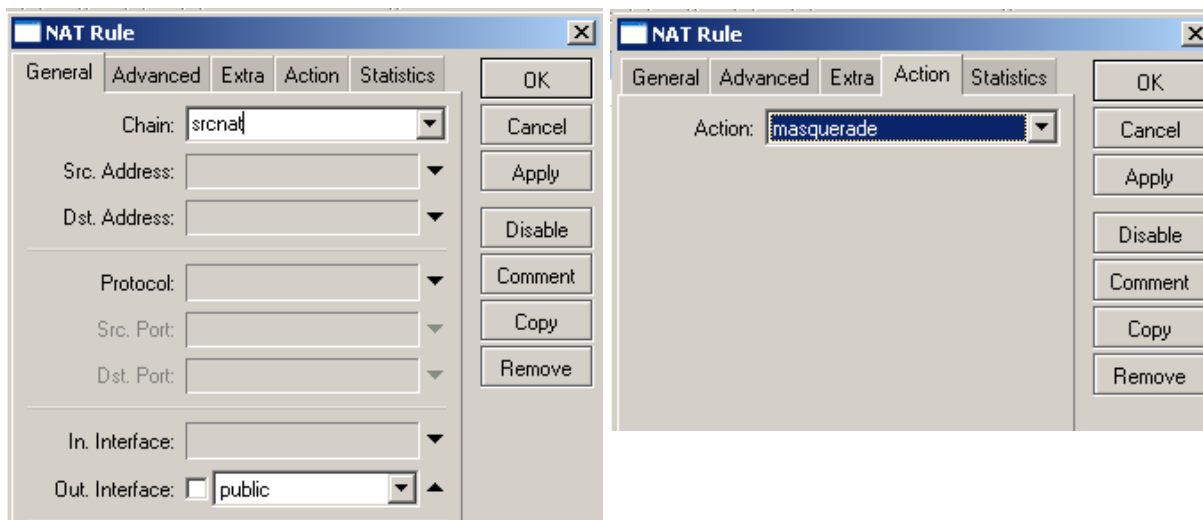 NAT Rule
General Advanced Extra Action Statistics
Chain: srcnat
Src. Address:
Dst. Address:
Protocol:
Src. Port:
Dst. Port:
In. Interface:
Out. Interface: public
OK
Cancel
Apply
Disable
Comment
Copy
Remove
NAT Rule
General Advanced Extra Action Statistics
Action: masquerade
OK
Cancel
Apply
Disable
Comment
Copy
Remove